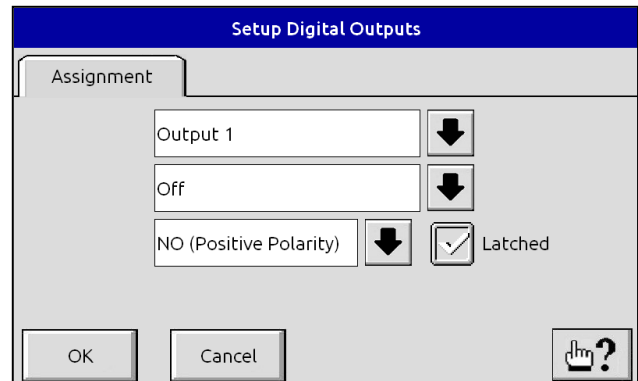 Setup Digital Outputs
Assignment
Output 1
Off
NO (Positive Polarity)
Latched
OK
Cancel
?